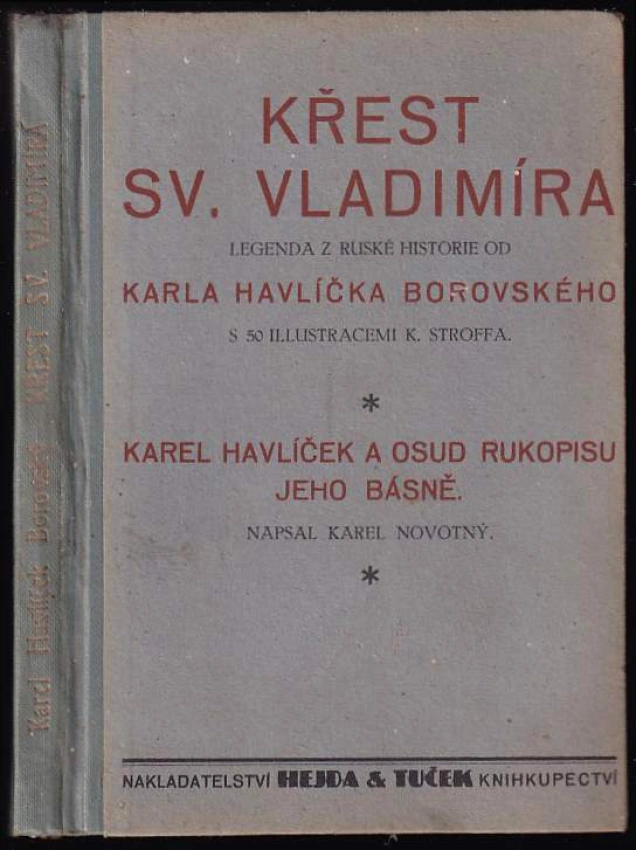 Karel Havlíček Borovský KŘEST SV. VLADIMÍRA
KŘEST
SV. VLADIMÍRA
LEGENDA Z RUSKÉ HISTORIE OD
KARLA HAVLÍČKA BOROVSKÉHO
S 50 ILLUSTRACEMI K. STROFFA.
*
KAREL HAVLÍČEK A OSUD RUKOPISU
JEHO BÁSNĚ.
NAPSAL KAREL NOVOTNÝ.
*
NAKLADATELSTVÍ HEJDA & TUČEK KNIHKUPECTVÍ